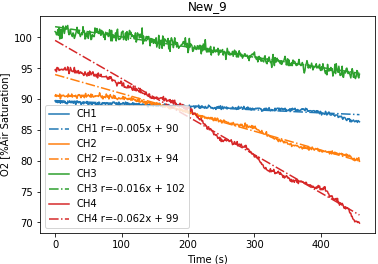 New_9
O2 [%Air Saturation]
100
95
90
85
80
75
70
CH1
CH1 r=-0.005x + 90
CH2
CH2 r=-0.031x + 94
CH3
CH3 r=-0.016x + 102
CH4
CH4 r=-0.062x + 99
0
100
200
300
400
Time (s)